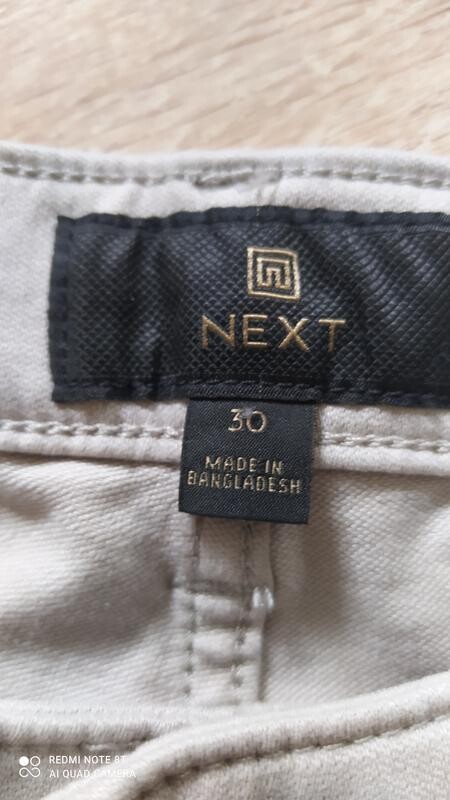 NEXT
30
MADE IN
BANGLADESH
REDMI NOTE 8T
AI QUAD CAMERA